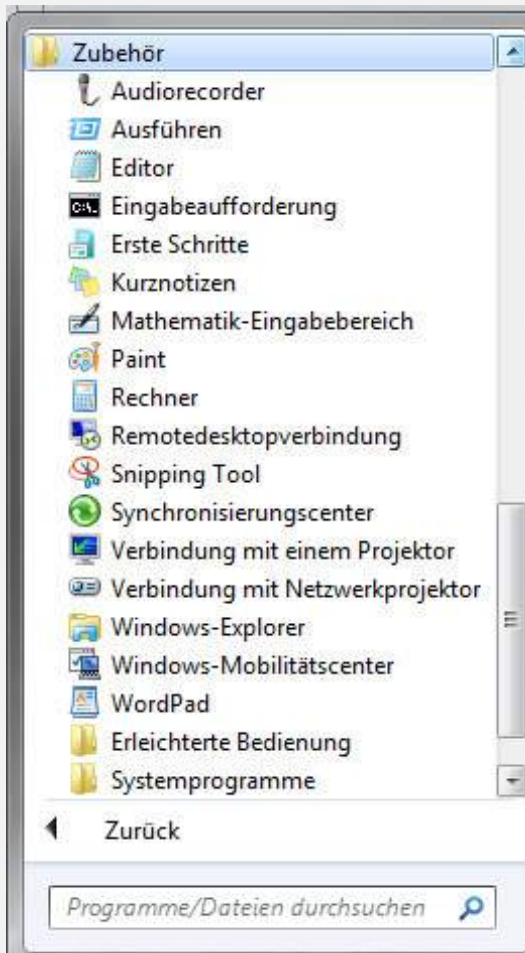 Zubehör
Audiorecorder
Ausführen
Editor
C:\.
Eingabeaufforderung
Erste Schritte
Kurznotizen
Mathematik-Eingabebereich
Paint
Rechner
Remotedesktopverbindung
Snipping Tool
Synchronisierungscenter
Verbindung mit einem Projektor
Verbindung mit Netzwerkprojektor
Windows-Explorer
Windows-Mobilitätscenter
WordPad
Erleichterte Bedienung
Systemprogramme
Zurück
Programme/Dateien durchsuchen